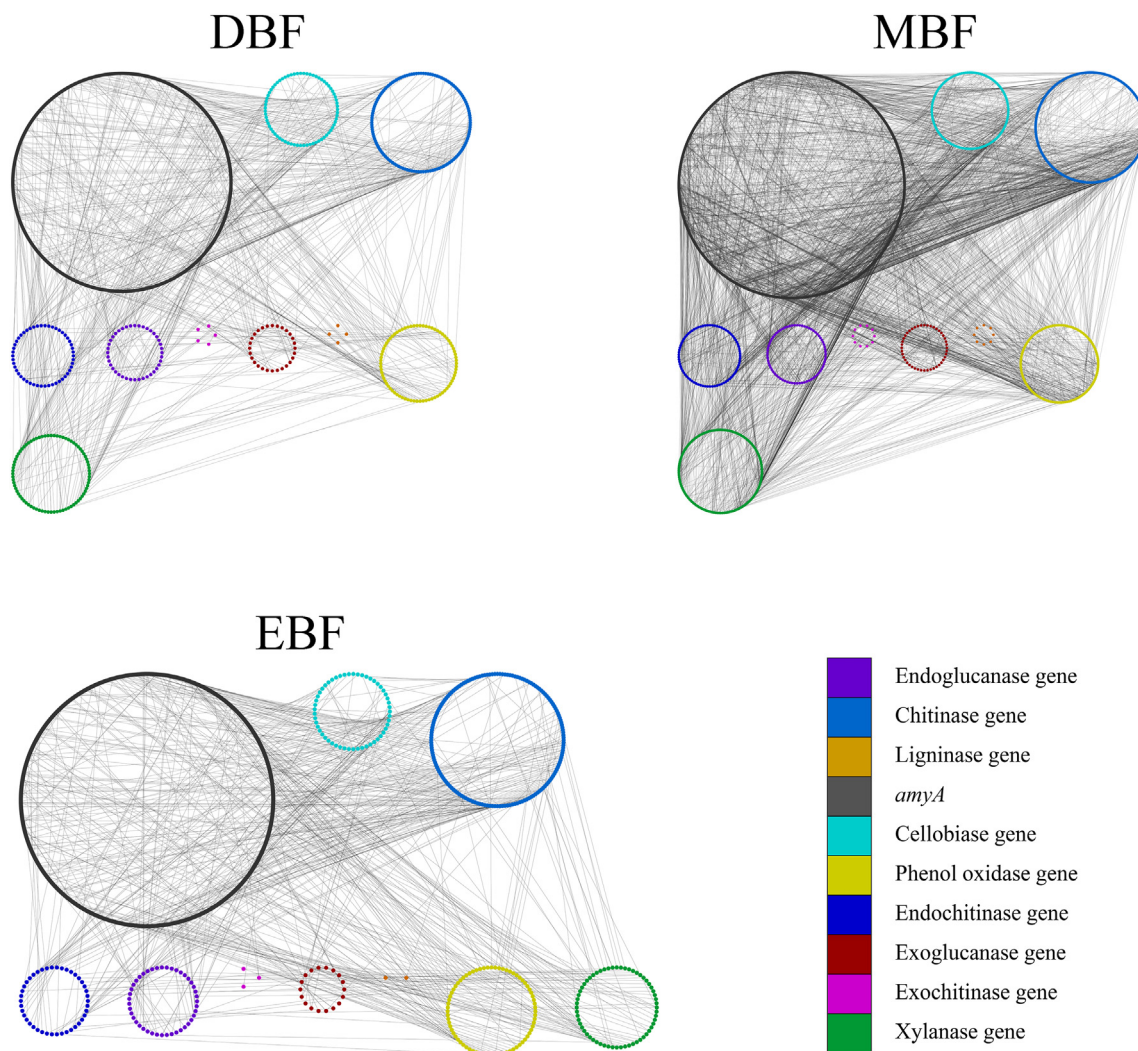 DBF
MBF
EBF
Endoglucanase gene
Chitinase gene
Ligninase gene
amyA
Cellobiase gene
Phenol oxidase gene
Endochitinase gene
Exoglucanase gene
Exochitinase gene
Xylanase gene